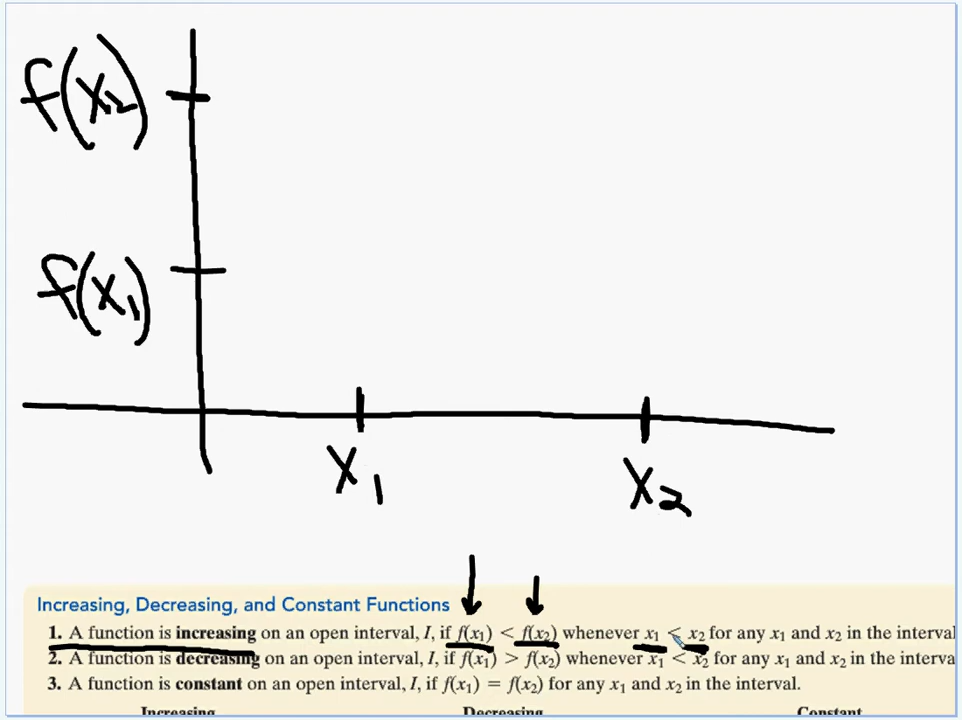 f(x2)
f(x1)
x1
x2
Increasing, Decreasing, and Constant Functions
1. A function is increasing on an open interval, I, if f(x₁) < f(x₂) whenever x₁ < x₂ for any x₁ and x₂ in the interval
2. A function is decreasing on an open interval, I, if f(x₁) > f(x₂) whenever x₁ < x₂ for any x₁ and x₂ in the interva
3. A function is constant on an open interval, I, if f(x₁) = f(x₂) for any x₁ and x₂ in the interval.
Increasing Decreasing Constant